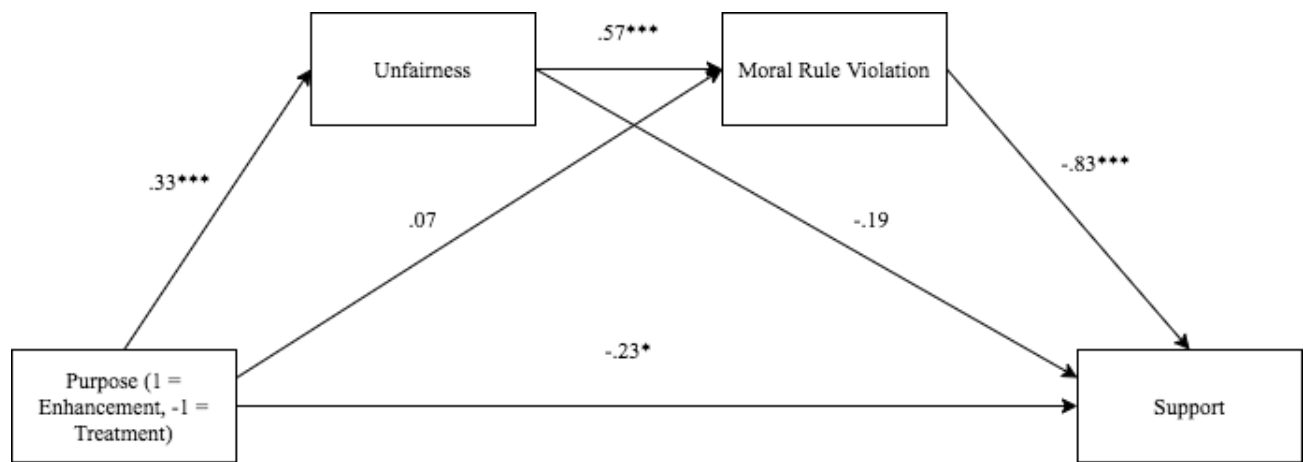 .57***
Unfairness
Moral Rule Violation
.33***
-.83***
.07
-.19
-.23*
Purpose (1 =
Enhancement, -1 =
Treatment)
Support